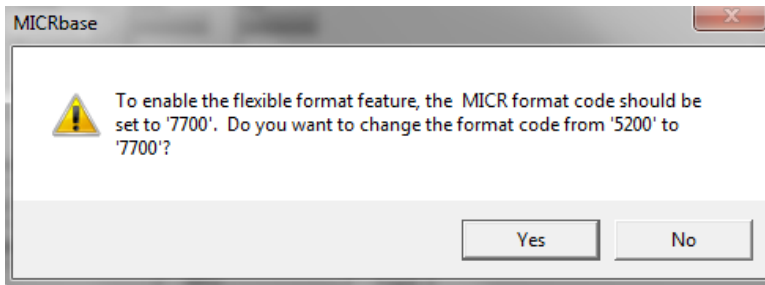 MICRbase
To enable the flexible format feature, the  MICR format code should be
set to '7700'.  Do you want to change the format code from '5200' to
'7700'?
Yes
No